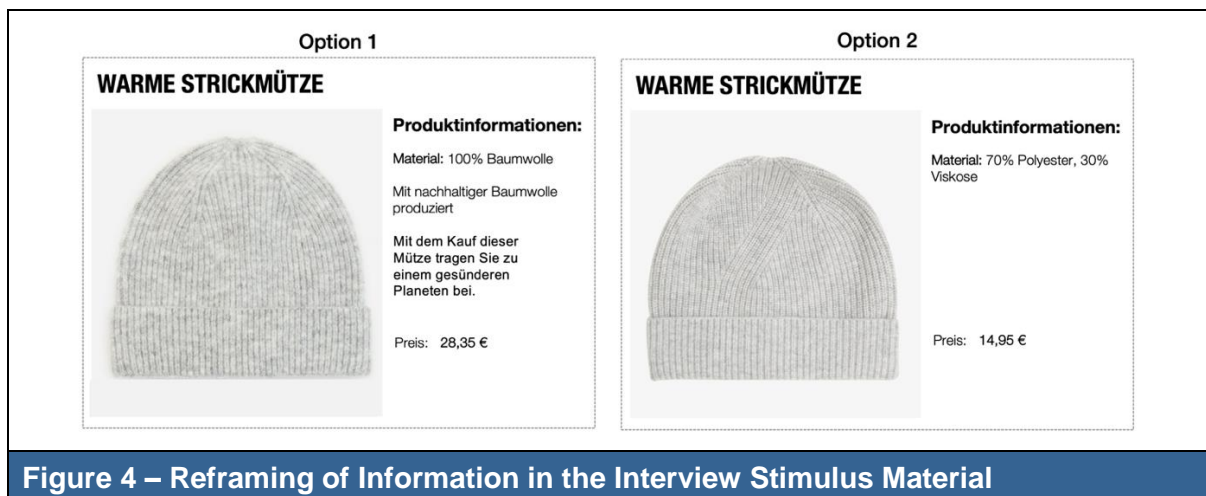 Option 1
WARME STRICKMÜTZE
Produktinformationen:
Material: 100% Baumwolle
Mit nachhaltiger Baumwolle
produziert
Mit dem Kauf dieser
Mütze tragen Sie zu
einem gesünderen
Planeten bei.
Preis: 28,35 €
Option 2
WARME STRICKMÜTZE
Produktinformationen:
Material: 70% Polyester, 30%
Viskose
Preis: 14,95 €
Figure 4 – Reframing of Information in the Interview Stimulus Material